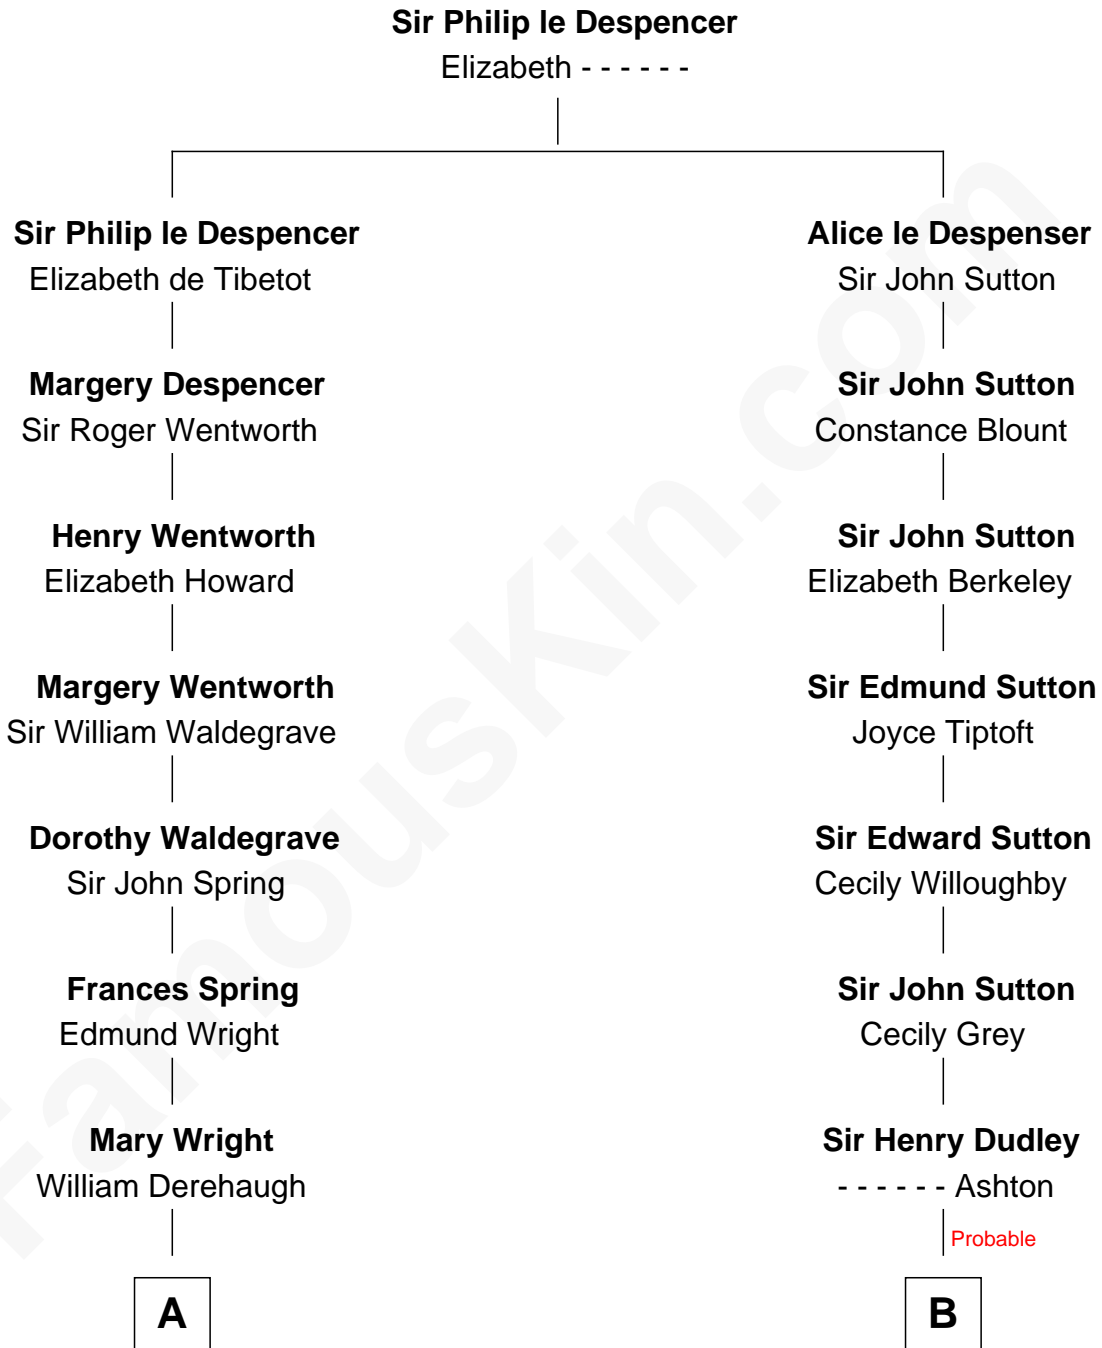 Sir Philip le Despencer
Elizabeth - - - - - -
Sir Philip le Despencer
Elizabeth de Tibetot
Alice le Despenser
Sir John Sutton
Margery Despencer
Sir Roger Wentworth
Sir John Sutton
Constance Blount
Henry Wentworth
Elizabeth Howard
Sir John Sutton
Elizabeth Berkeley
Margery Wentworth
Sir William Waldegrave
Sir Edmund Sutton
Joyce Tiptoft
Dorothy Waldegrave
Sir John Spring
Sir Edward Sutton
Cecily Willoughby
Frances Spring
Edmund Wright
Sir John Sutton
Cecily Grey
Mary Wright
William Derehaugh
Sir Henry Dudley
- - - - - - Ashton
Probable
A
B
FamousKin.com